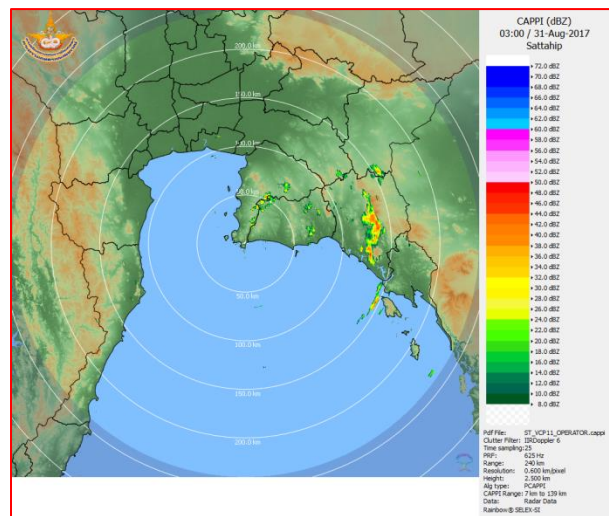 CAPPI (dBZ)
03:00 / 31-Aug-2017
Sattahip
+ 72.0 dBZ
+ 70.0 dBZ
+ 68.0 dBZ
+ 66.0 dBZ
+ 64.0 dBZ
+ 62.0 dBZ
+ 60.0 dBZ
+ 58.0 dBZ
+ 56.0 dBZ
+ 54.0 dBZ
+ 52.0 dBZ
+ 50.0 dBZ
+ 48.0 dBZ
+ 46.0 dBZ
+ 44.0 dBZ
+ 42.0 dBZ
+ 40.0 dBZ
+ 38.0 dBZ
+ 36.0 dBZ
+ 34.0 dBZ
+ 32.0 dBZ
+ 30.0 dBZ
+ 28.0 dBZ
+ 26.0 dBZ
+ 24.0 dBZ
+ 22.0 dBZ
+ 20.0 dBZ
+ 18.0 dBZ
+ 16.0 dBZ
+ 14.0 dBZ
+ 12.0 dBZ
+ 10.0 dBZ
+ 8.0 dBZ
Pdf File: ST_VCP11_OPERATOR.cappi
Clutter Filter: IIRDoppler 6
Time sampling:25
PRF: 625 Hz
Range: 240 km
Resolution: 0.600 km/pixel
Height: 2.500 km
Alg type: PCAPPI
CAPPI Range: 7 km to 139 km
Data: Radar Data
Rainbow® SELEX-SI
200.0 km
150.0 km
100.0 km
50.0 km
50.0 km
100.0 km
150.0 km
200.0 km